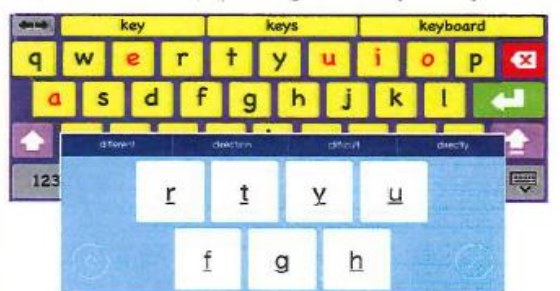 key keys keyboard
q w e r t y u i o p
a s d f g h j k l
different direction difficult directly
123
r t y u
f g h